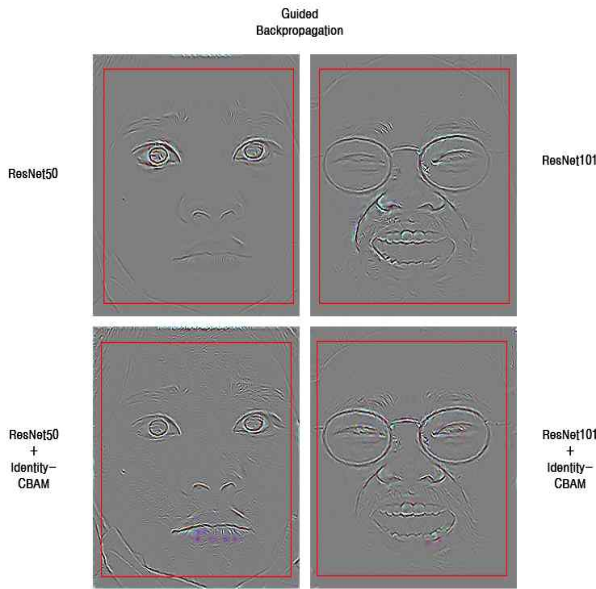 Guided
Backpropagation
ResNet50
ResNet101
ResNet50
+
Identity-
CBAM
ResNet101
+
Identity-
CBAM